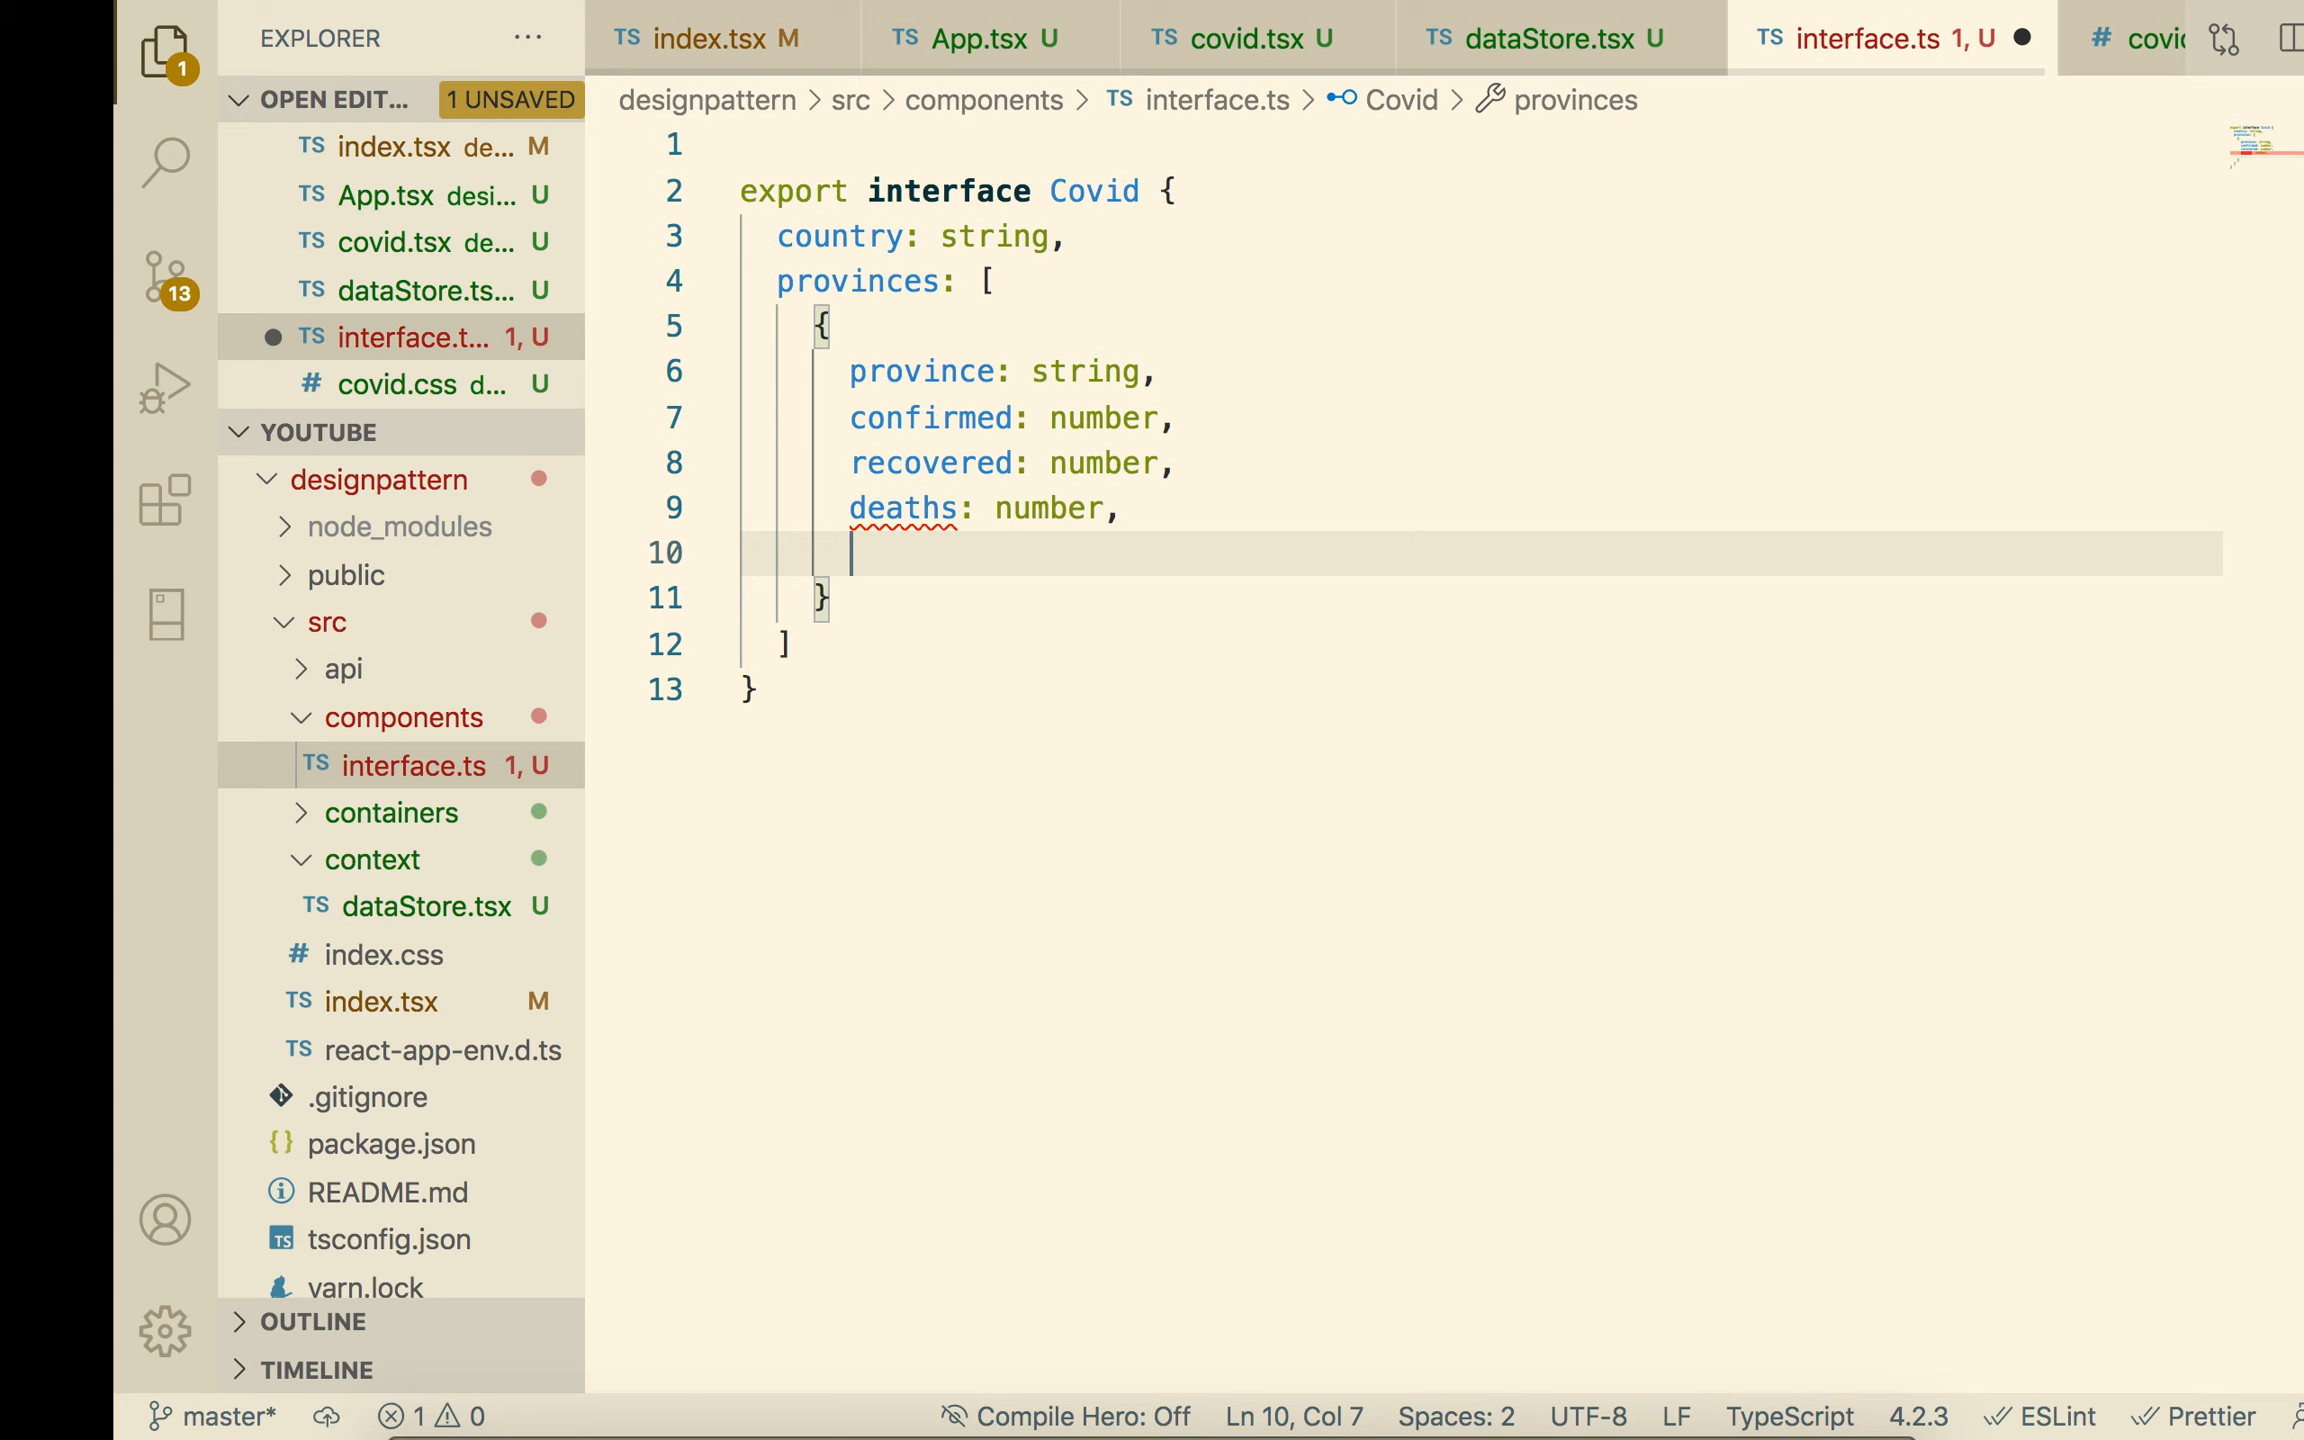 EXPLORER ...
1
OPEN EDIT... 1 UNSAVED
TS index.tsx de... M
TS App.tsx desi... U
TS covid.tsx de... U
TS dataStore.ts... U
TS interface.t... 1, U
# covid.css d... U
YOUTUBE
13
designpattern
node_modules
public
src
api
components
TS interface.ts 1, U
containers
context
TS dataStore.tsx U
# index.css
TS index.tsx M
TS react-app-env.d.ts
.gitignore
{} package.json
README.md
TS tsconfig.json
yarn.lock
OUTLINE
TIMELINE
TS index.tsx M TS App.tsx U TS covid.tsx U TS dataStore.tsx U TS interface.ts 1, U # covid
designpattern > src > components > TS interface.ts > Covid > provinces
1
2 export interface Covid {
3 country: string,
4 provinces: [
5 {
6 province: string,
7 confirmed: number,
8 recovered: number,
9 deaths: number,
10
11 }
12 ]
13 }
master* 1 0 Compile Hero: Off Ln 10, Col 7 Spaces: 2 UTF-8 LF TypeScript 4.2.3 ESLint Prettier